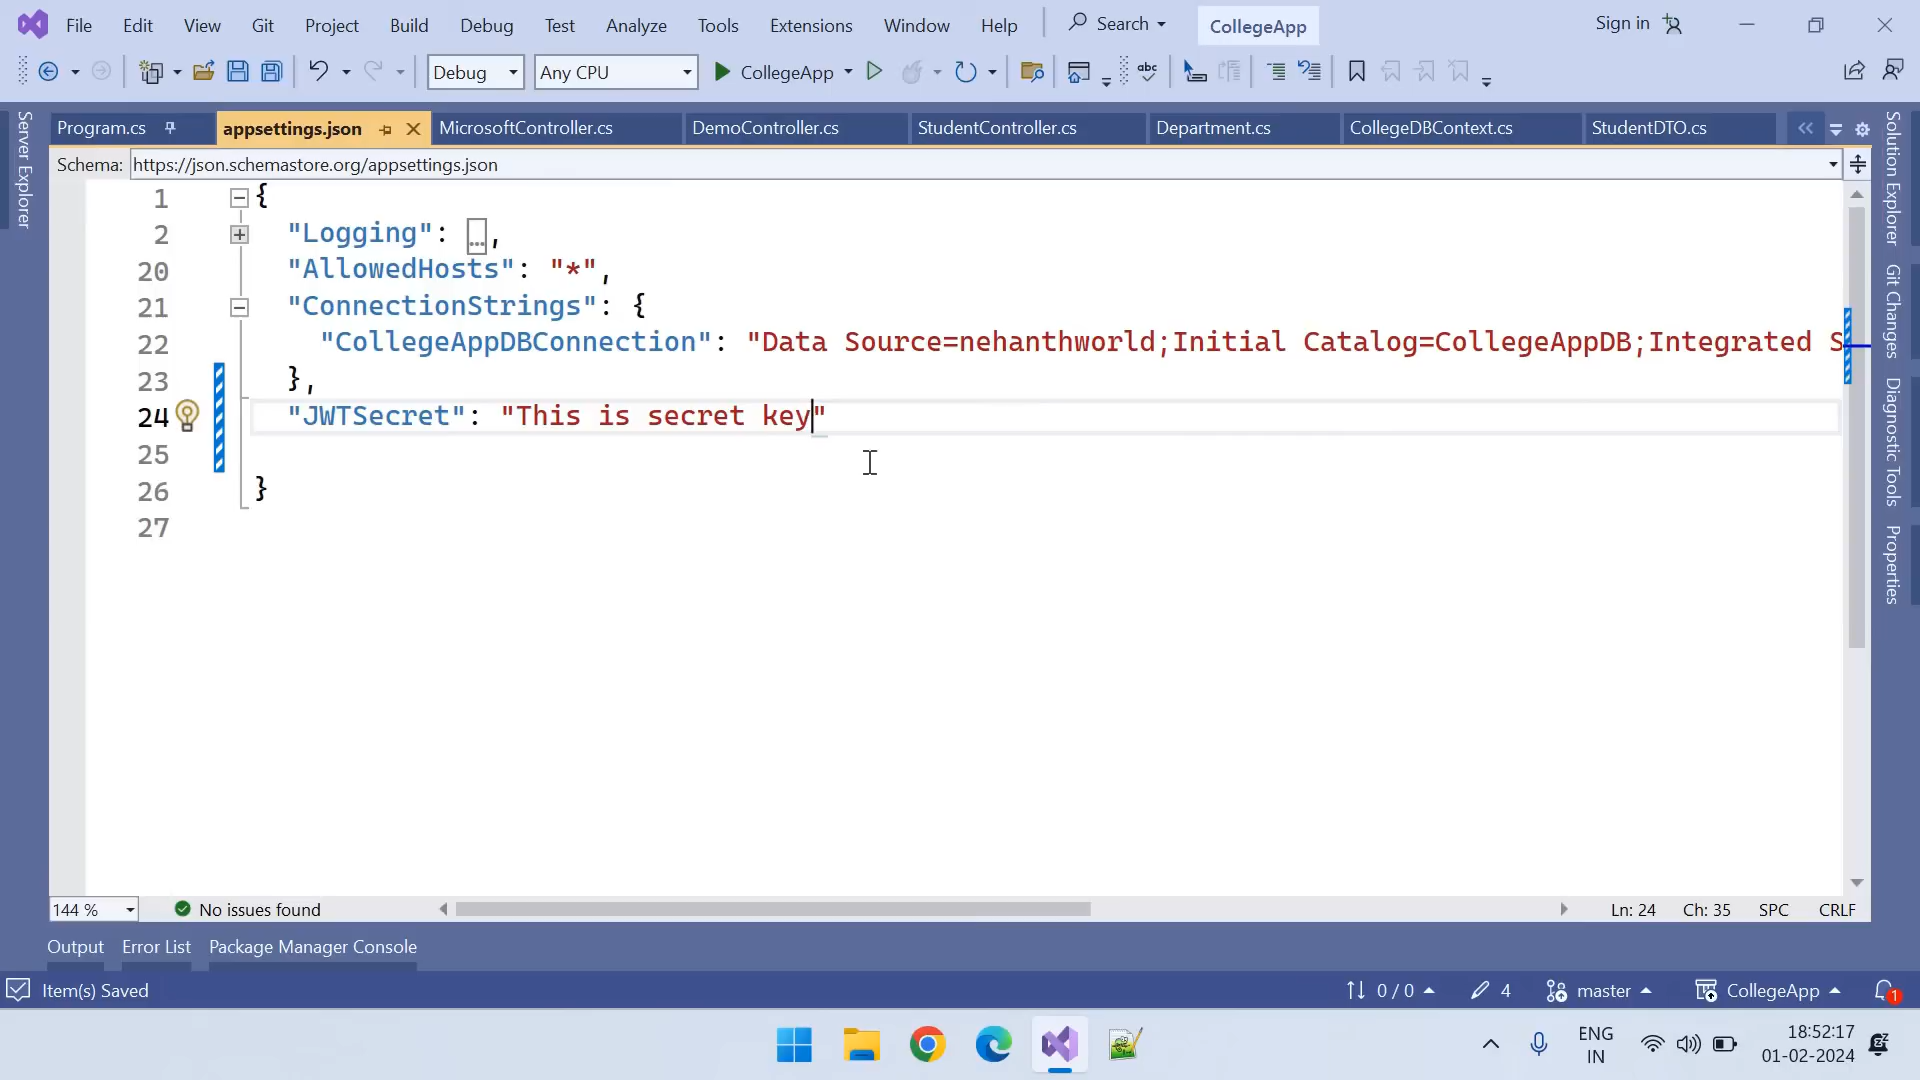 File Edit View Git Project Build Debug Test Analyze Tools Extensions Window Help Search CollegeApp Sign in
Debug Any CPU CollegeApp abc
Program.cs appsettings.json MicrosoftController.cs DemoController.cs StudentController.cs Department.cs CollegeDBContext.cs StudentDTO.cs
Schema: https://json.schemastore.org/appsettings.json
Server Explorer
1 {
2 "Logging": ...,
20 "AllowedHosts": "*",
21 "ConnectionStrings": {
22 "CollegeAppDBConnection": "Data Source=nehanthworld;Initial Catalog=CollegeAppDB;Integrated S
23 },
24 "JWTSecret": "This is secret key"
25
26 }
27
Solution Explorer
Git Changes
Diagnostic Tools
Properties
144 % No issues found Ln: 24 Ch: 35 SPC CRLF
Output Error List Package Manager Console
Item(s) Saved 0 / 0 4 master CollegeApp 1
ENG
IN
18:52:17
01-02-2024